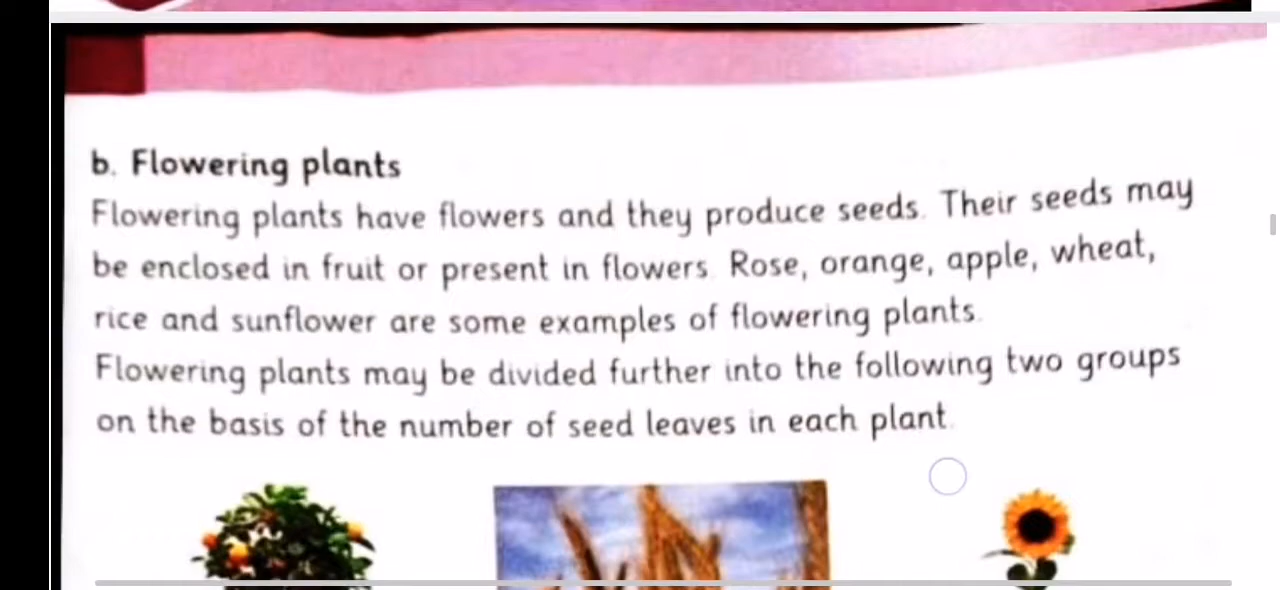 b. Flowering plants
Flowering plants have flowers and they produce seeds. Their seeds may
be enclosed in fruit or present in flowers. Rose, orange, apple, wheat,
rice and sunflower are some examples of flowering plants.
Flowering plants may be divided further into the following two groups
on the basis of the number of seed leaves in each plant.